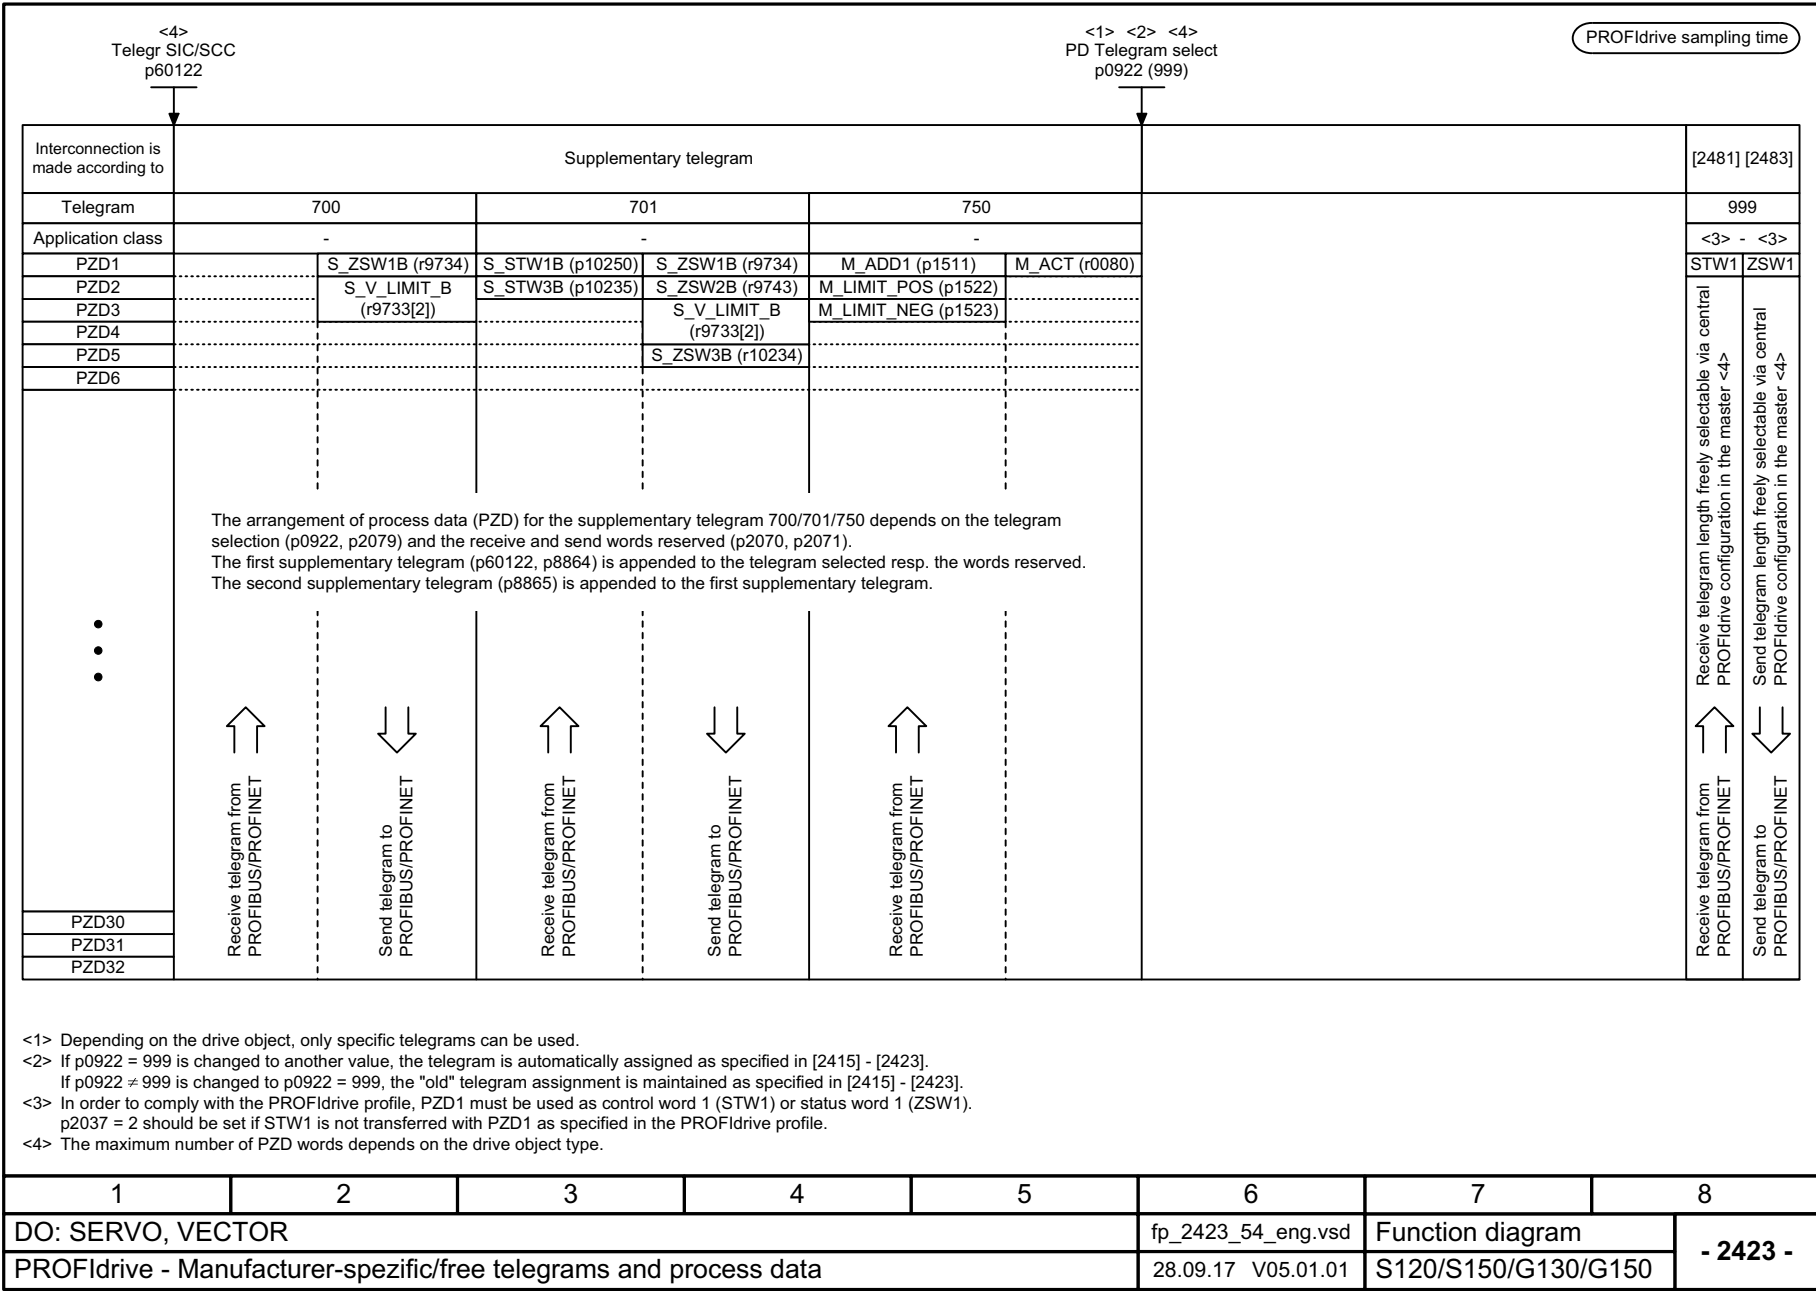 <4>
Telegr SIC/SCC
p60122
<1> <2> <4>
PD Telegram select
p0922 (999)
PROFIdrive sampling time
Interconnection is
made according to
Supplementary telegram
[2481] [2483]
Telegram
700
701
750
999
Application class
-
-
-
<3> - <3>
PZD1
S_ZSW1B (r9734)
S_STW1B (p10250)
S_ZSW1B (r9734)
M_ADD1 (p1511)
M_ACT (r0080)
STW1
ZSW1
PZD2
S_V_LIMIT_B
(r9733[2])
S_STW3B (p10235)
S_ZSW2B (r9743)
M_LIMIT_POS (p1522)
PZD3
S_V_LIMIT_B
(r9733[2])
M_LIMIT_NEG (p1523)
PZD4
PZD5
S_ZSW3B (r10234)
PZD6
The arrangement of process data (PZD) for the supplementary telegram 700/701/750 depends on the telegram
selection (p0922, p2079) and the receive and send words reserved (p2070, p2071).
The first supplementary telegram (p60122, p8864) is appended to the telegram selected resp. the words reserved.
The second supplementary telegram (p8865) is appended to the first supplementary telegram.
Receive telegram length freely selectable via central
PROFIdrive configuration in the master <4>
Send telegram length freely selectable via central
PROFIdrive configuration in the master <4>
Receive telegram from
PROFIBUS/PROFINET
Send telegram to
PROFIBUS/PROFINET
Receive telegram from
PROFIBUS/PROFINET
Send telegram to
PROFIBUS/PROFINET
Receive telegram from
PROFIBUS/PROFINET
Receive telegram from
PROFIBUS/PROFINET
Send telegram to
PROFIBUS/PROFINET
PZD30
PZD31
PZD32
<1> Depending on the drive object, only specific telegrams can be used.
<2> If p0922 = 999 is changed to another value, the telegram is automatically assigned as specified in [2415] - [2423].
If p0922 ≠ 999 is changed to p0922 = 999, the "old" telegram assignment is maintained as specified in [2415] - [2423].
<3> In order to comply with the PROFIdrive profile, PZD1 must be used as control word 1 (STW1) or status word 1 (ZSW1).
p2037 = 2 should be set if STW1 is not transferred with PZD1 as specified in the PROFIdrive profile.
<4> The maximum number of PZD words depends on the drive object type.
1
2
3
4
5
6
7
8
DO: SERVO, VECTOR
fp_2423_54_eng.vsd
Function diagram
- 2423 -
PROFIdrive - Manufacturer-spezific/free telegrams and process data
28.09.17 V05.01.01
S120/S150/G130/G150